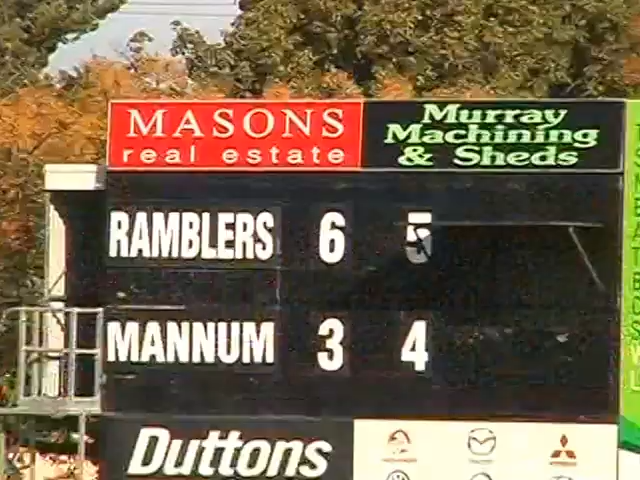 MASONS
real estate
Murray
Machining
& Sheds
RAMBLERS 6 5
MANNUM 3 4
Duttons